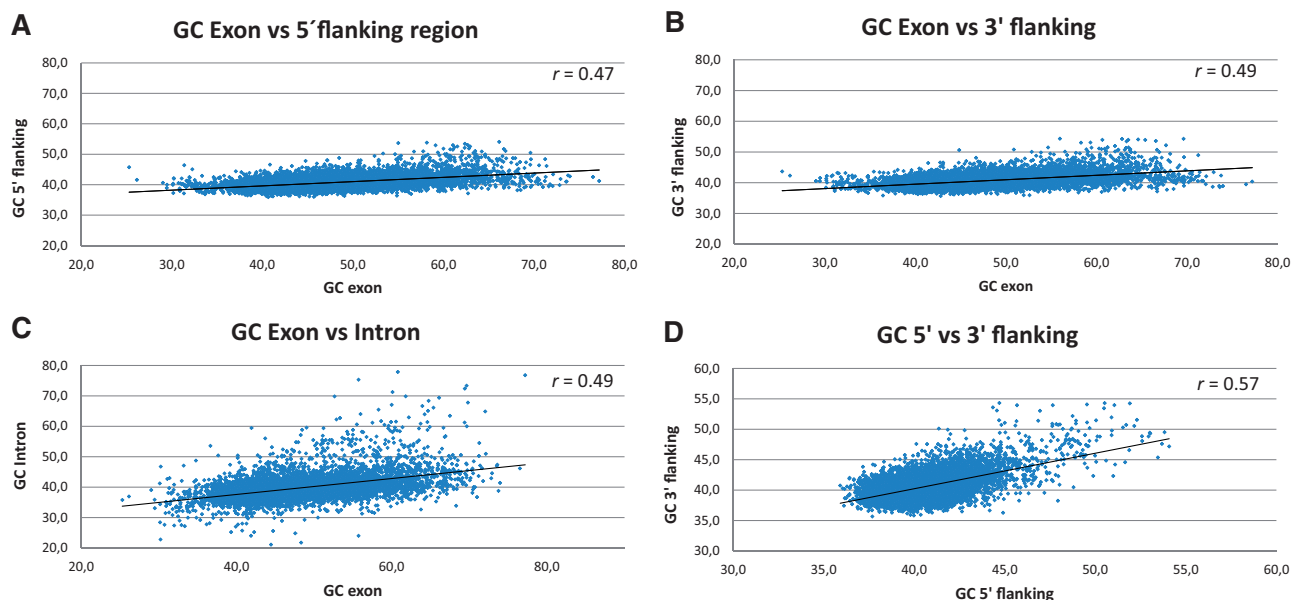 A
GC Exon vs 5´flanking region
r = 0.47
80,0
70,0
60,0
50,0
40,0
30,0
20,0
GC 5' flanking
20,0 30,0 40,0 50,0 60,0 70,0 80,0
GC exon
B
GC Exon vs 3' flanking
r = 0.49
80,0
70,0
60,0
50,0
40,0
30,0
20,0
GC 3' flanking
20,0 30,0 40,0 50,0 60,0 70,0 80,0
GC exon
C
GC Exon vs Intron
r = 0.49
80,0
70,0
60,0
50,0
40,0
30,0
20,0
GC Intron
20,0 40,0 60,0 80,0
GC exon
D
GC 5' vs 3' flanking
r = 0.57
60,0
55,0
50,0
45,0
40,0
35,0
30,0
GC 3' flanking
30,0 35,0 40,0 45,0 50,0 55,0 60,0
GC 5' flanking